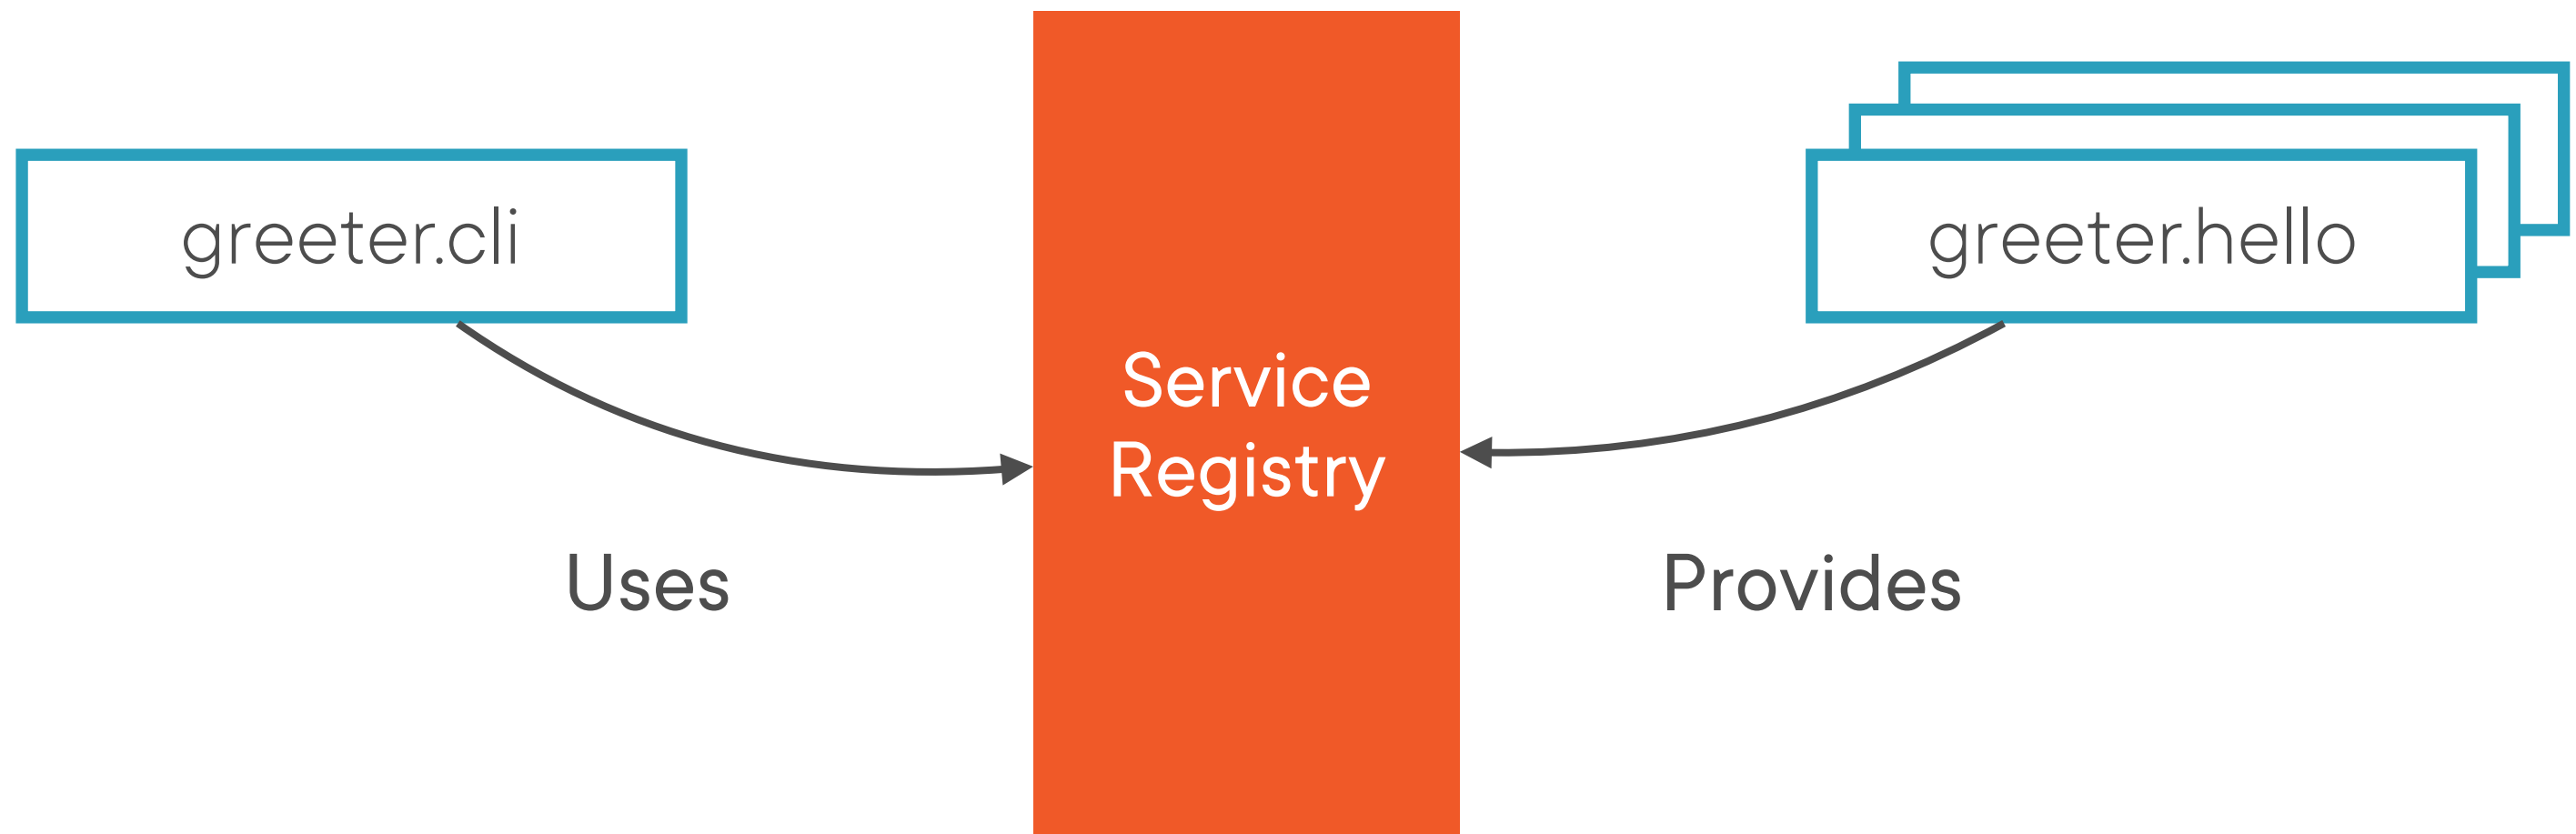 greeter.cli
greeter.hello
Service
Registry
Uses
Provides